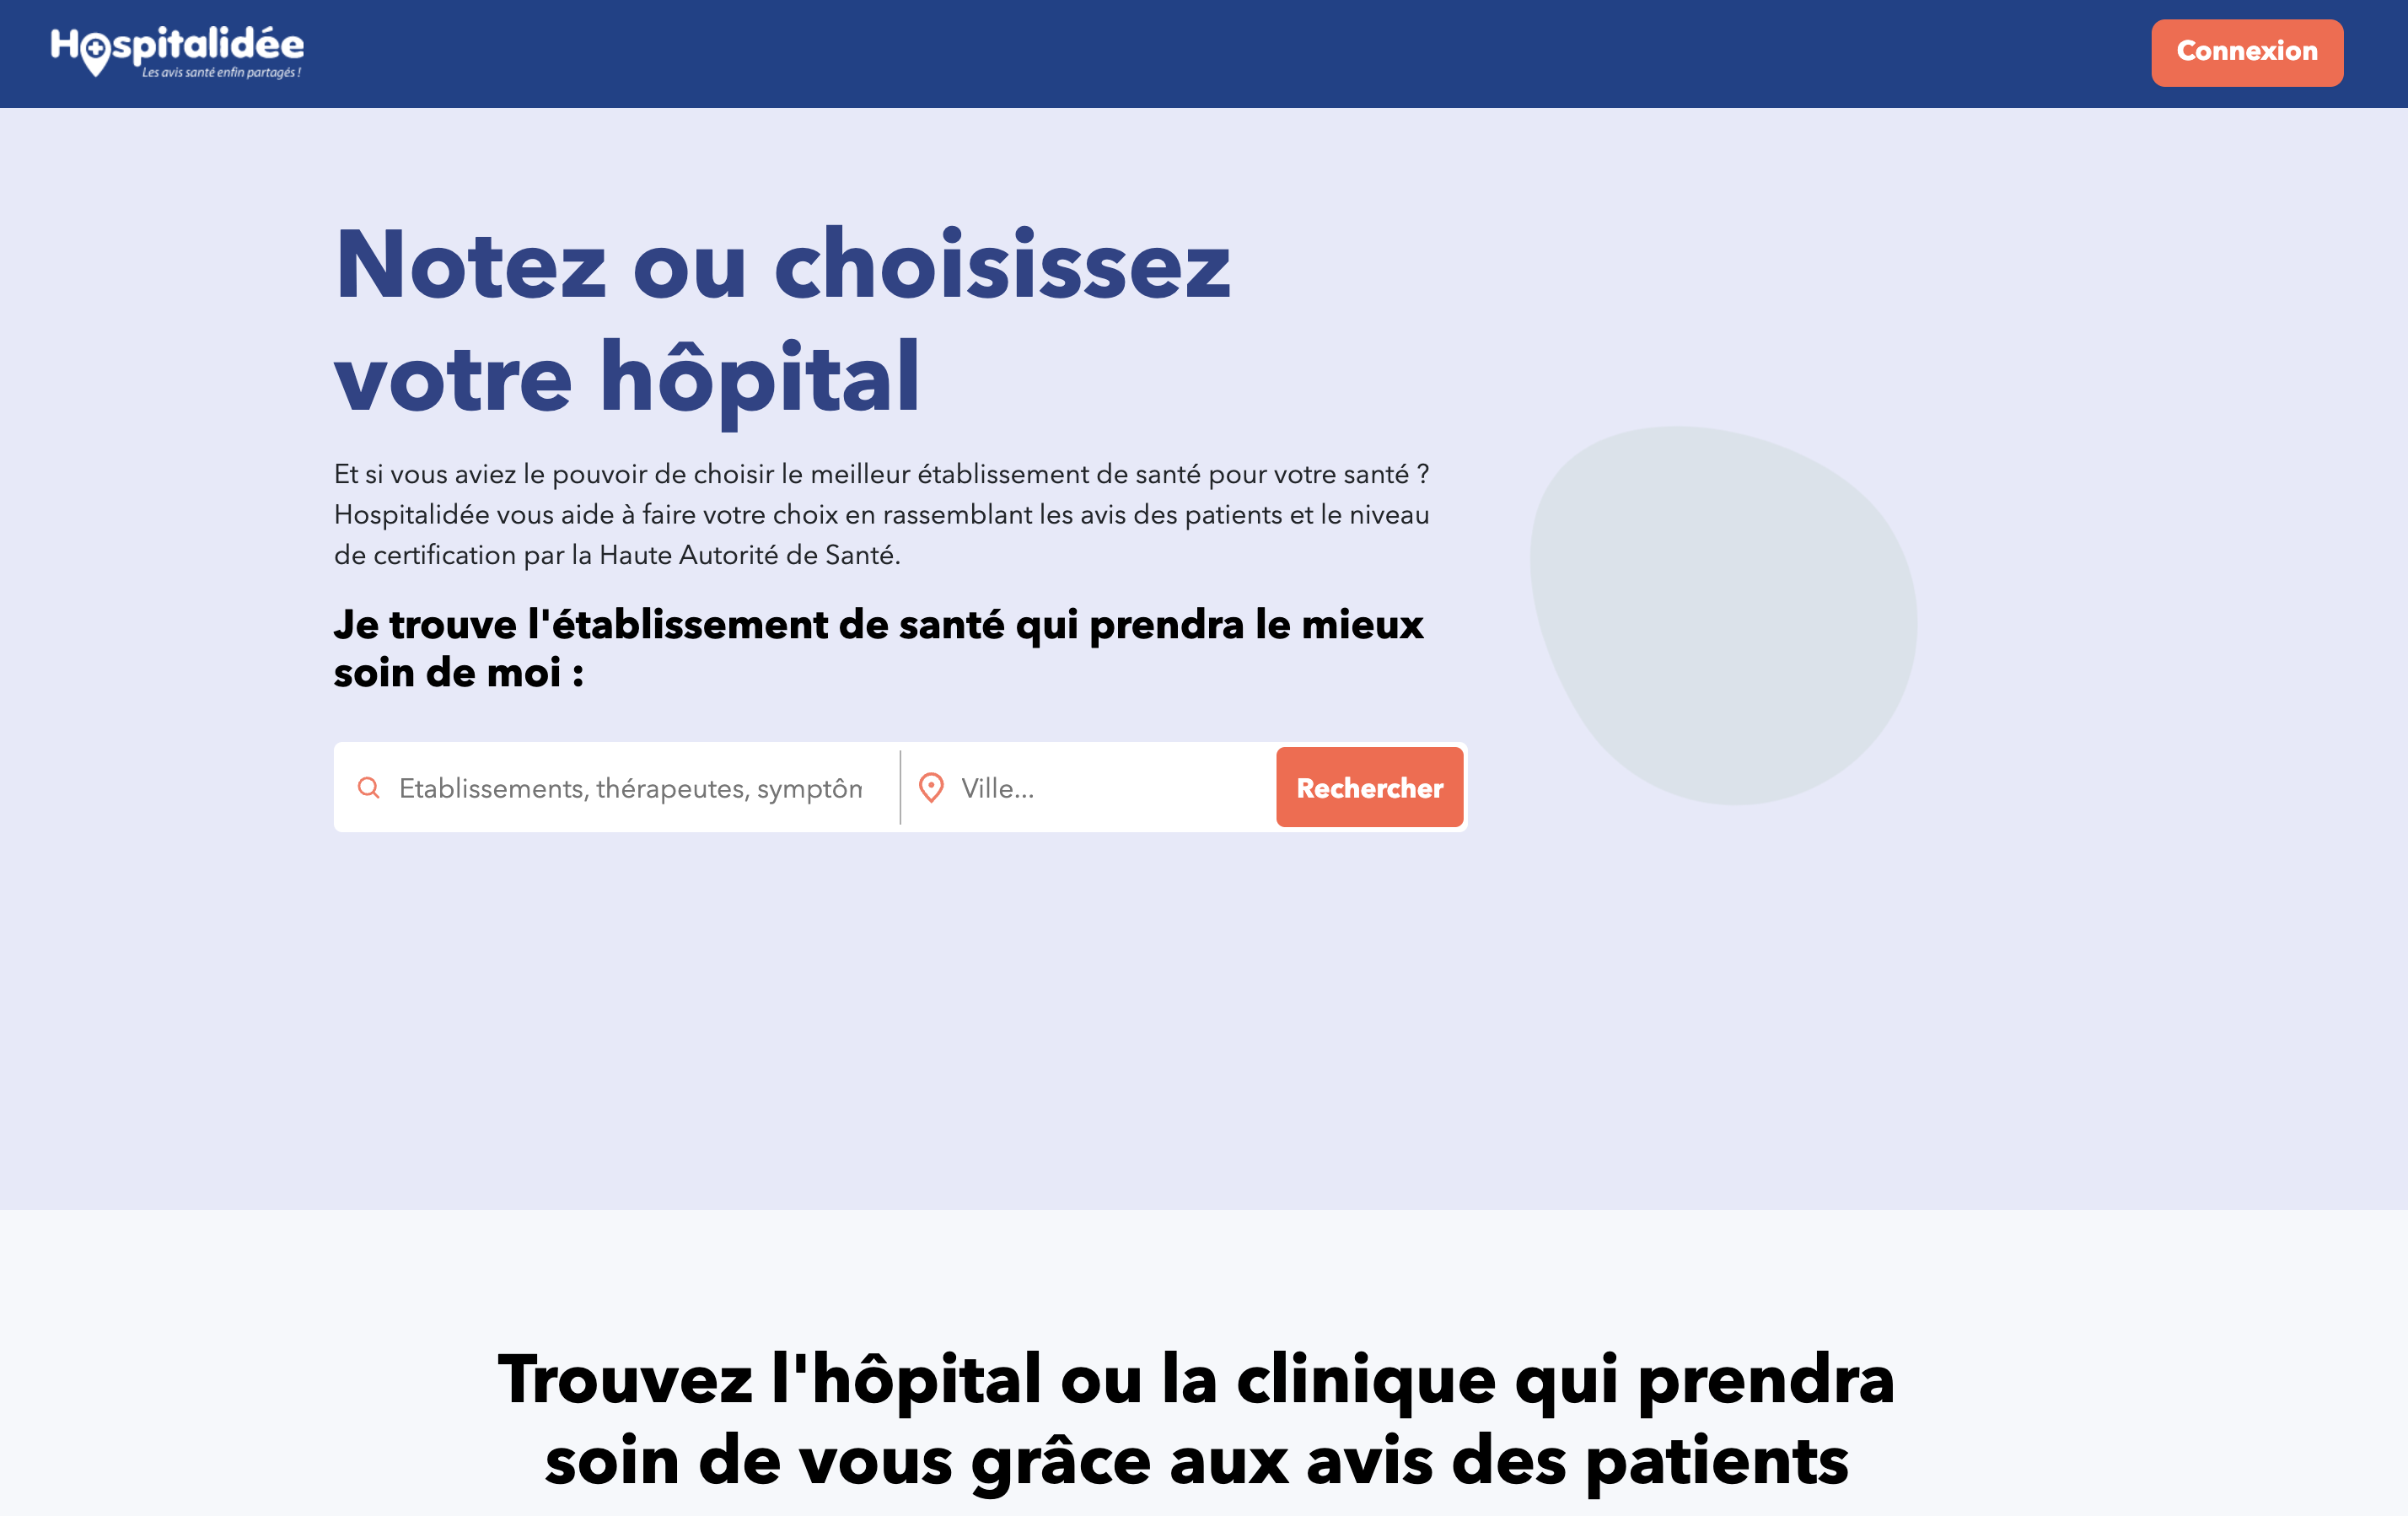 Hospitalidée
Les avis santé enfin partagés !
Connexion
Notez ou choisissez
votre hôpital
Et si vous aviez le pouvoir de choisir le meilleur établissement de santé pour votre santé ?
Hospitalidée vous aide à faire votre choix en rassemblant les avis des patients et le niveau
de certification par la Haute Autorité de Santé.
Je trouve l'établissement de santé qui prendra le mieux
soin de moi :
Etablissements, thérapeutes, symptôn
Ville...
Rechercher
Trouvez l'hôpital ou la clinique qui prendra
soin de vous grâce aux avis des patients